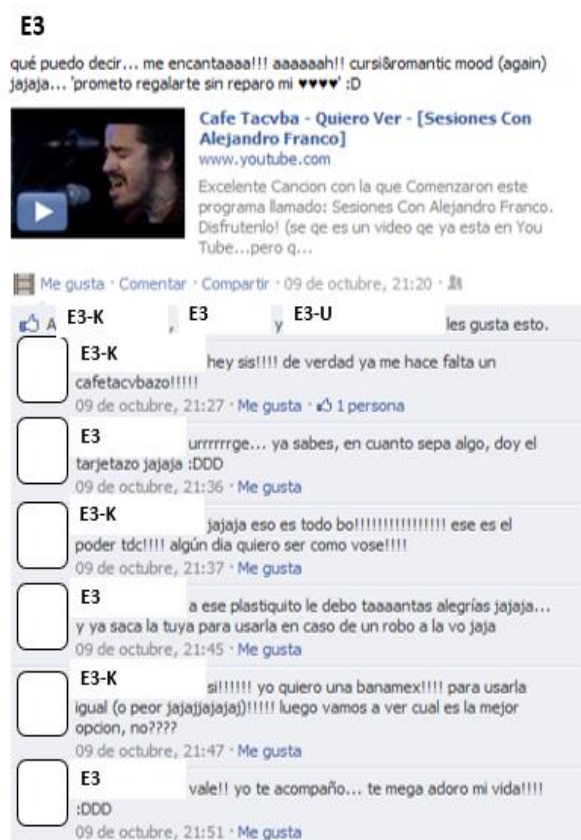 E3
qué puedo decir... me encantaaaa!!! aaaaaah!! cursi&romantic mood (again)
jajaja... 'prometo regalarte sin reparo mi ♥♥♥♥' :D
Cafe Tacvba - Quiero Ver - [Sesiones Con
Alejandro Franco]
www.youtube.com
Excelente Cancion con la que Comenzaron este
programa llamado: Sesiones Con Alejandro Franco.
Disfrutenlo! (se qe es un video qe ya esta en You
Tube...pero q...
Me gusta · Comentar · Compartir · 09 de octubre, 21:20 ·
A E3-K , E3 y E3-U les gusta esto.
E3-K hey sis!!!! de verdad ya me hace falta un
cafetacvbazo!!!!!
09 de octubre, 21:27 · Me gusta · 1 persona
E3 urrrrrrge... ya sabes, en cuanto sepa algo, doy el
tarjetazo jajaja :DDD
09 de octubre, 21:36 · Me gusta
E3-K jajaja eso es todo bo!!!!!!!!!!!!!!!! ese es el
poder tdc!!!! algún dia quiero ser como vose!!!!
09 de octubre, 21:37 · Me gusta
E3 a ese plastiquito le debo taaaantas alegrías jajaja...
y ya saca la tuya para usarla en caso de un robo a la vo jaja
09 de octubre, 21:45 · Me gusta
E3-K si!!!!!! yo quiero una banamex!!!! para usarla
igual (o peor jajajjajajaj)!!!!! luego vamos a ver cual es la mejor
opcion, no????
09 de octubre, 21:47 · Me gusta
E3 vale!! yo te acompaño... te mega adoro mi vida!!!!
:DDD
09 de octubre, 21:51 · Me gusta